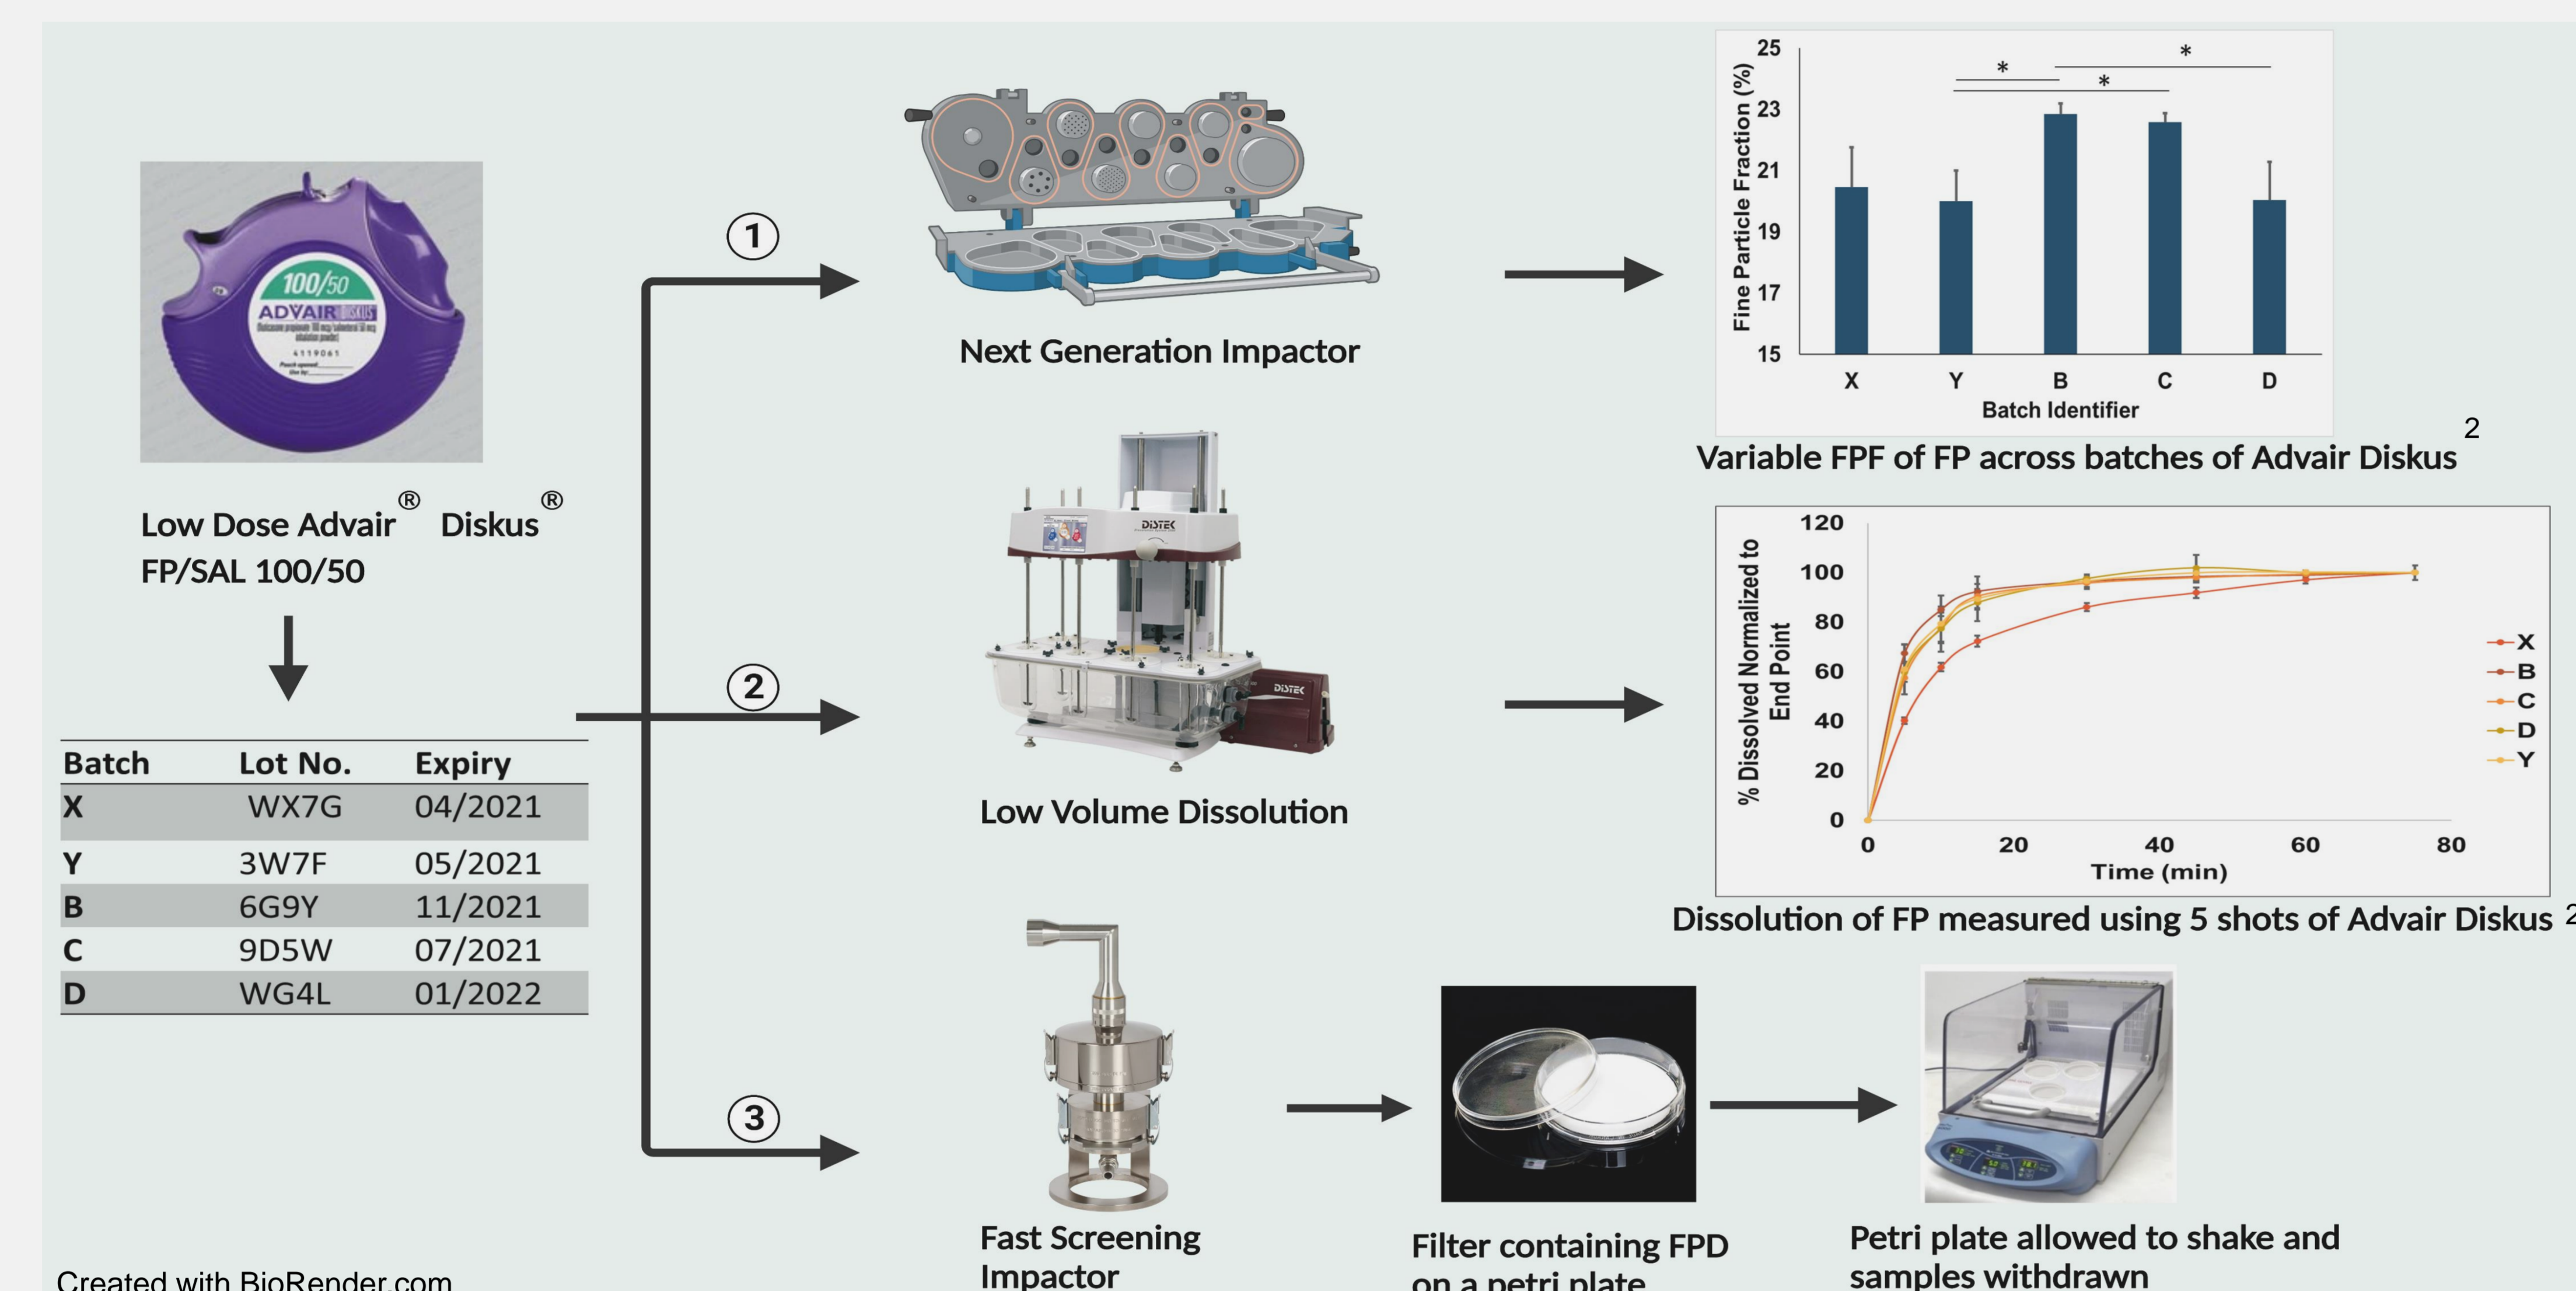 100/50
ADVAIR DISKUS
4119061
Low Dose Advair® Diskus®
FP/SAL 100/50
Batch Lot No. Expiry
X WX7G 04/2021
Y 3W7F 05/2021
B 6G9Y 11/2021
C 9D5W 07/2021
D WG4L 01/2022
Created with BioRender.com
1
Next Generation Impactor
2
DISTEK
DISTEK
Low Volume Dissolution
3
Fast Screening
Impactor
Filter containing FPD
on a petri plate
Petri plate allowed to shake and
samples withdrawn
Fine Particle Fraction (%)
25
23
21
19
17
15
* * *
X Y B C D
Batch Identifier
Variable FPF of FP across batches of Advair Diskus 2
% Dissolved Normalized to
End Point
120
100
80
60
40
20
0
0 20 40 60 80
Time (min)
X
B
C
D
Y
Dissolution of FP measured using 5 shots of Advair Diskus 2